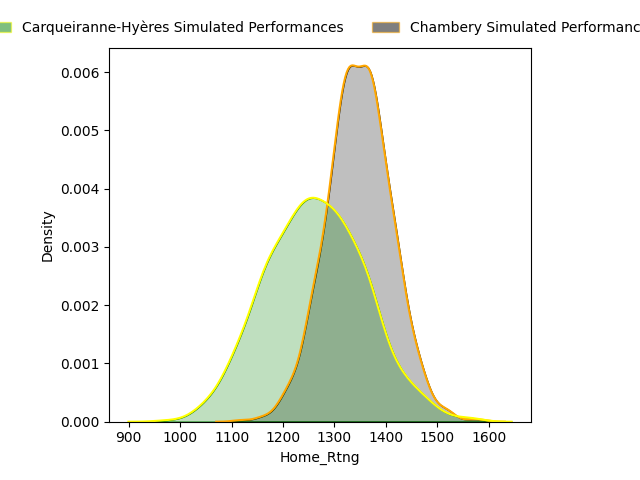 Carqueiranne-Hyères Simulated Performances
Chambery Simulated Performanc
0.006
0.005
0.004
0.003
0.002
0.001
0.000
Density
900 1000 1100 1200 1300 1400 1500 1600
Home_Rtng